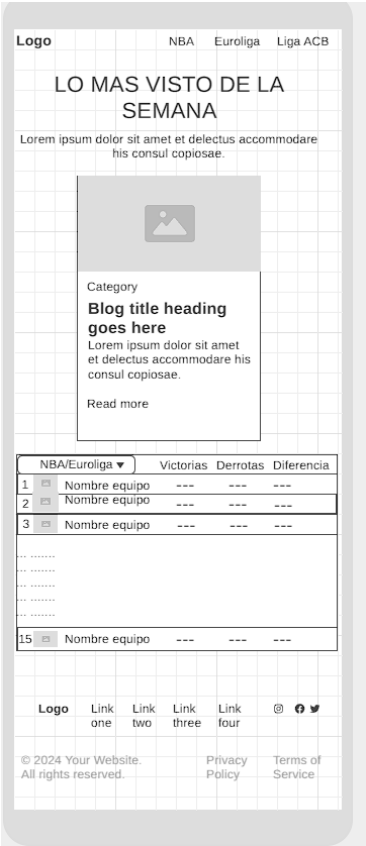 Logo NBA Euroliga Liga ACB
LO MAS VISTO DE LA
SEMANA
Lorem ipsum dolor sit amet et delectus accommodare
his consul copiosae.
Category
Blog title heading
goes here
Lorem ipsum dolor sit amet
et delectus accommodare his
consul copiosae.
Read more
NBA/Euroliga ▼ Victorias Derrotas Diferencia
1 Nombre equipo --- --- ---
2 Nombre equipo --- --- ---
3 Nombre equipo --- --- ---
... .......
... .......
... .......
... .......
... .......
15 Nombre equipo --- --- ---
Logo Link one Link two Link three Link four
© 2024 Your Website. All rights reserved. Privacy Policy Terms of Service